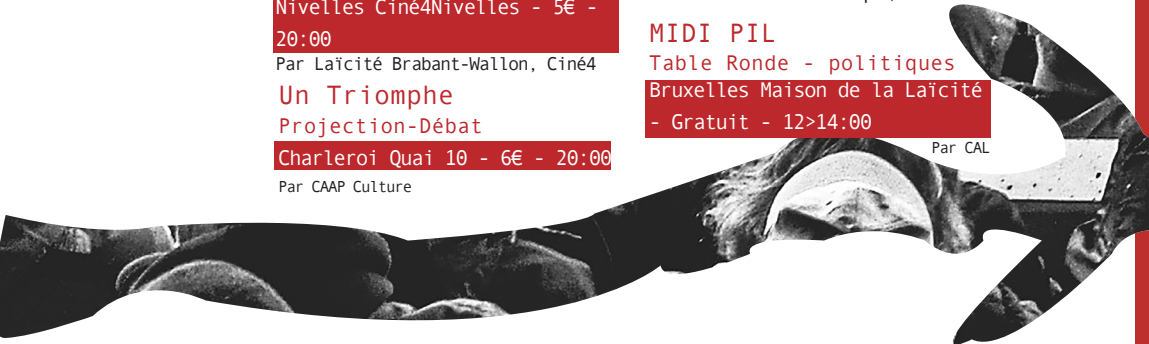 Nivelles Ciné4Nivelles - 5€ -
20:00
Par Laïcité Brabant-Wallon, Ciné4
Un Triomphe
Projection-Débat
Charleroi Quai 10 - 6€ - 20:00
Par CAAP Culture
MIDI PIL
Table Ronde - politiques
Bruxelles Maison de la Laïcité
- Gratuit - 12>14:00
Par CAL